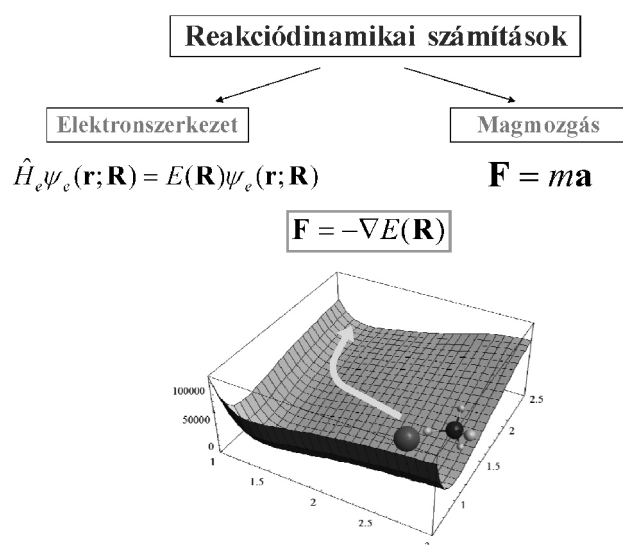 Reakciódinamikai számítások
Elektronszerkezet
Magmozgás
Ĥₑψₑ(r;R) = E(R)ψₑ(r;R)
F = ma
F = −∇E(R)
100000
50000
0
1
1.5
2
2.5
1
1.5
2
2.5